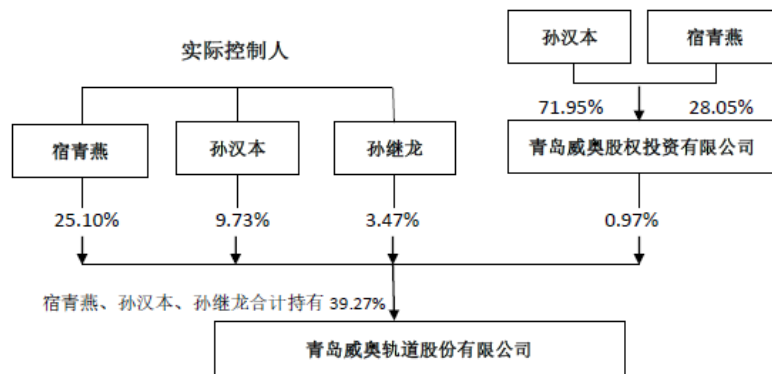 实际控制人
孙汉本
宿青燕
71.95%
28.05%
宿青燕
孙汉本
孙继龙
青岛威奥股权投资有限公司
25.10%
9.73%
3.47%
0.97%
宿青燕、孙汉本、孙继龙合计持有 39.27%
青岛威奥轨道股份有限公司